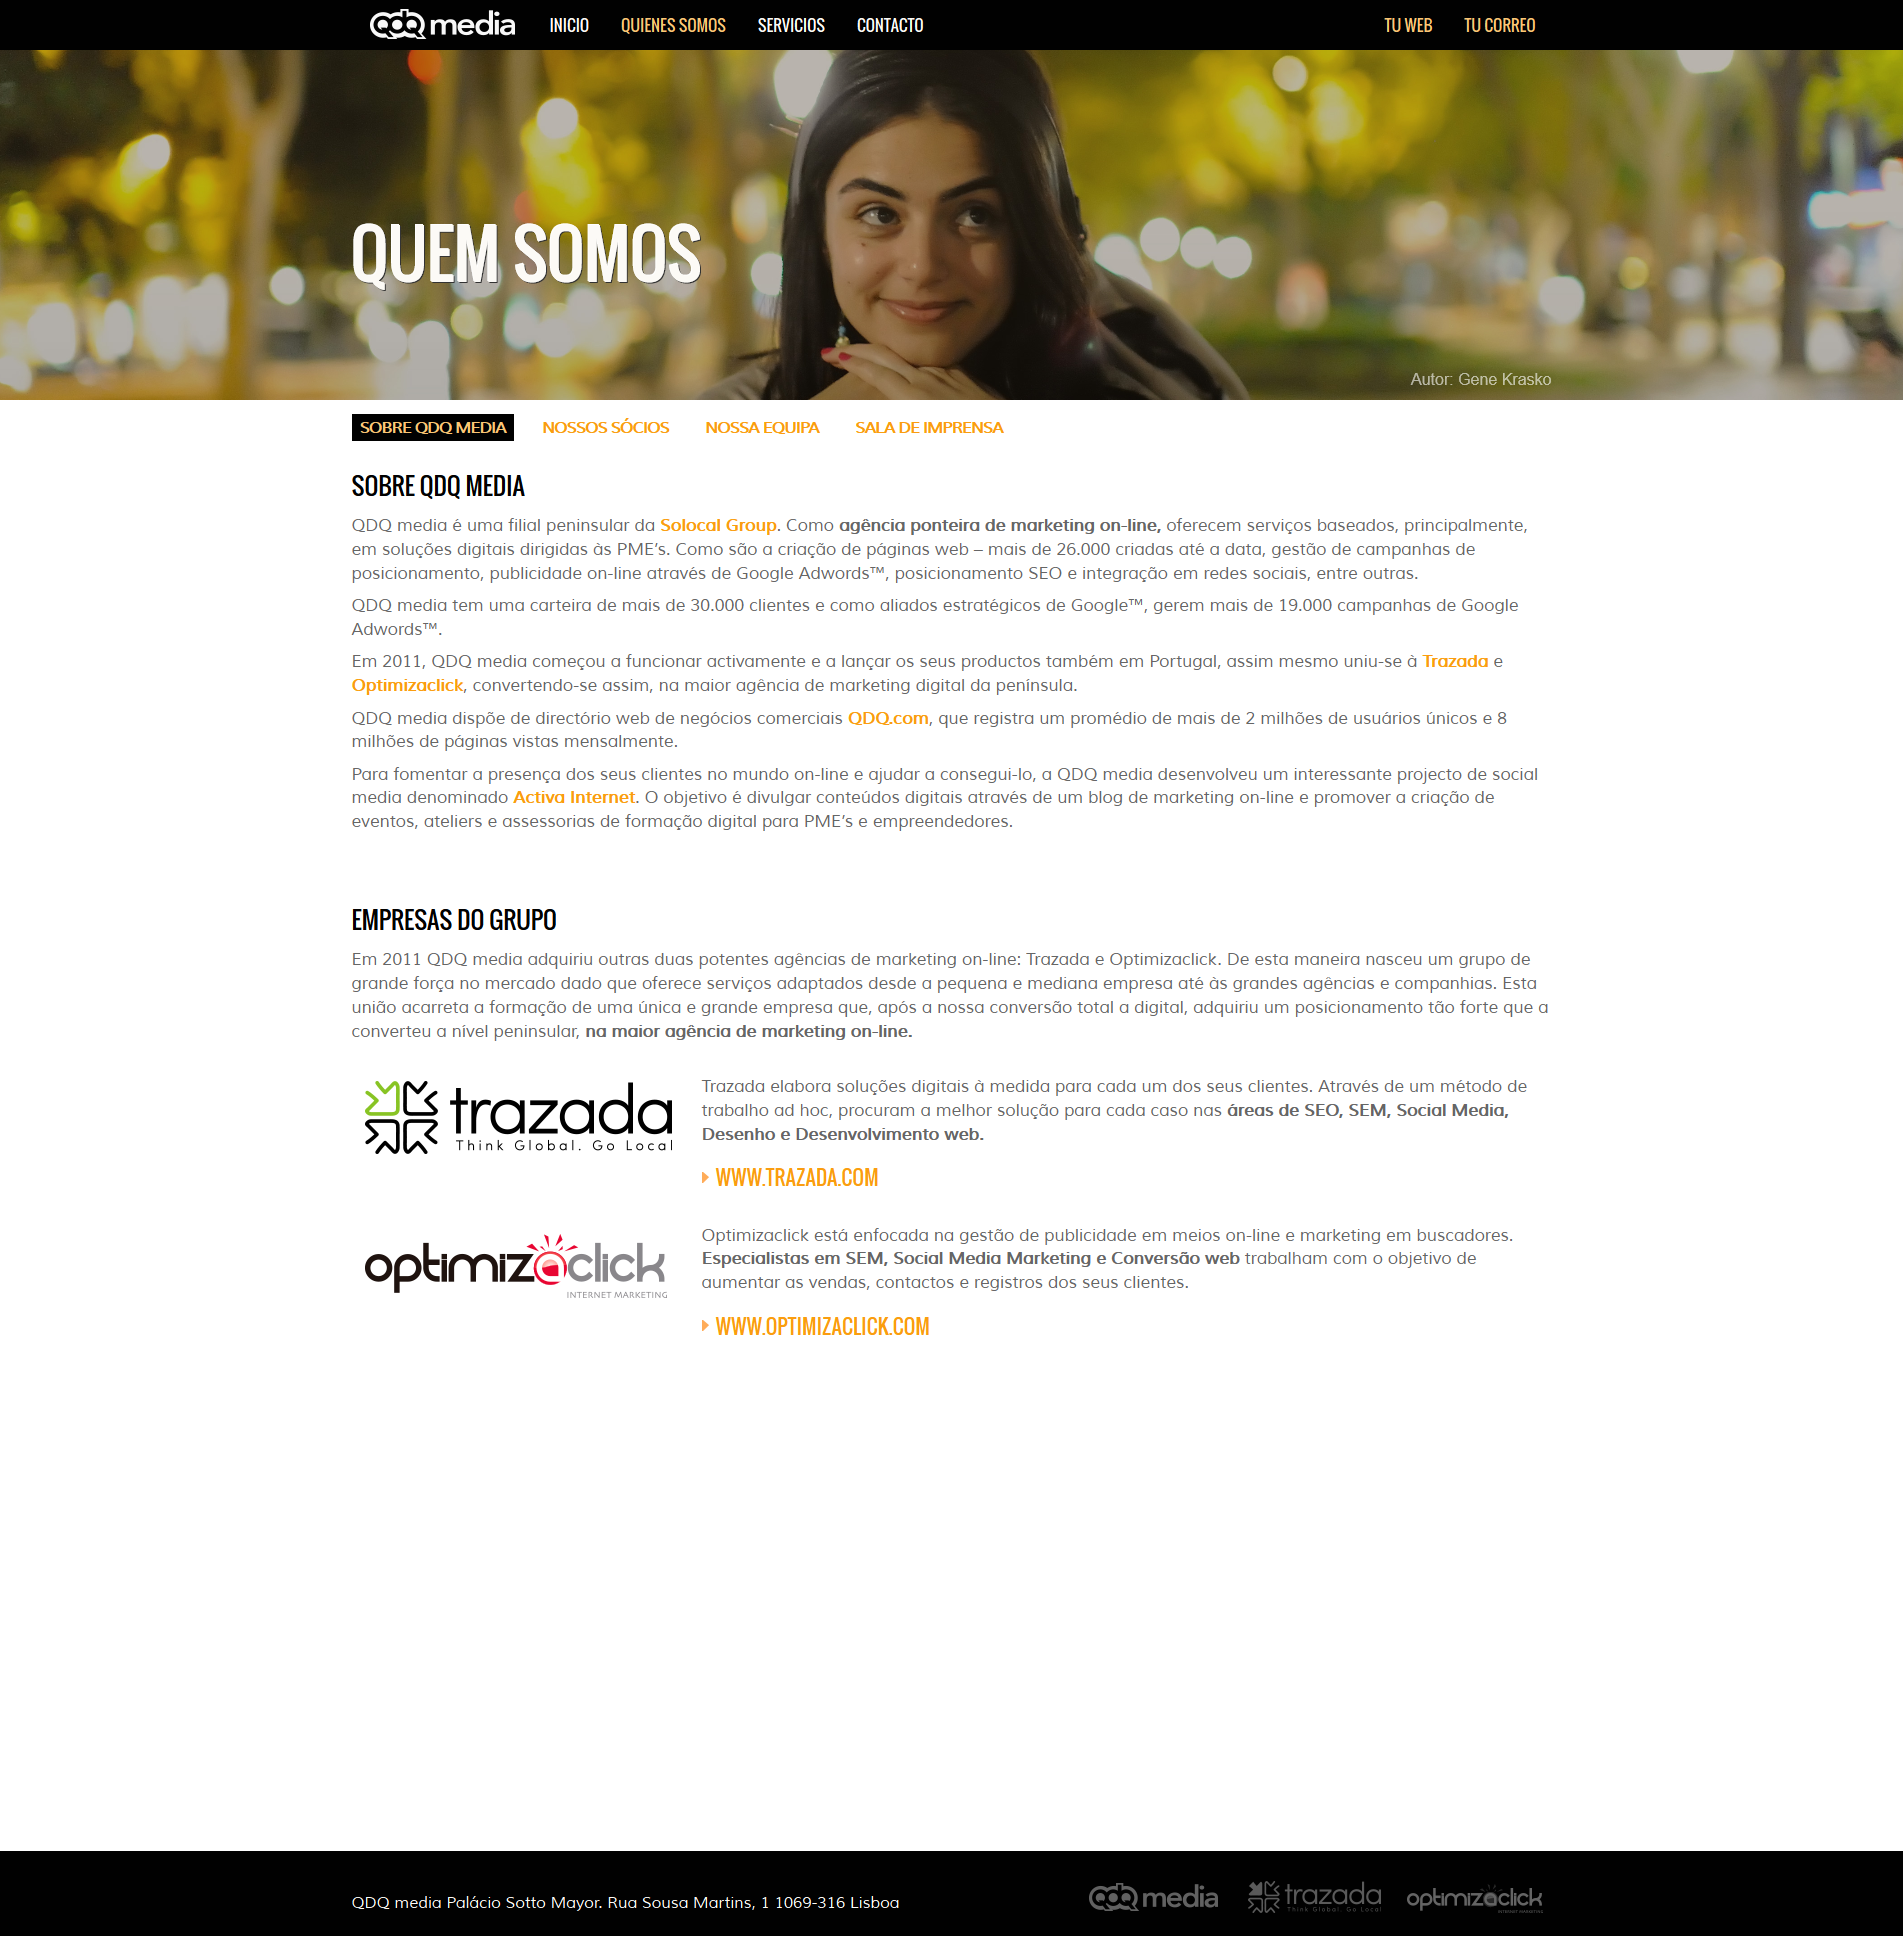 QDQ media INICIO QUIENES SOMOS SERVICIOS CONTACTO TU WEB TU CORREO
QUEM SOMOS
Autor: Gene Krasko
SOBRE QDQ MEDIA NOSSOS SÓCIOS NOSSA EQUIPA SALA DE IMPRENSA
SOBRE QDQ MEDIA
QDQ media é uma filial peninsular da Solocal Group. Como agência ponteira de marketing on-line, oferecem serviços baseados, principalmente,
em soluções digitais dirigidas às PME's. Como são a criação de páginas web – mais de 26.000 criadas até a data, gestão de campanhas de
posicionamento, publicidade on-line através de Google Adwords™, posicionamento SEO e integração em redes sociais, entre outras.
QDQ media tem uma carteira de mais de 30.000 clientes e como aliados estratégicos de Google™, gerem mais de 19.000 campanhas de Google
Adwords™.
Em 2011, QDQ media começou a funcionar activamente e a lançar os seus productos também em Portugal, assim mesmo uniu-se à Trazada e
Optimizaclick, convertendo-se assim, na maior agência de marketing digital da península.
QDQ media dispõe de directório web de negócios comerciais QDQ.com, que registra um promédio de mais de 2 milhões de usuários únicos e 8
milhões de páginas vistas mensalmente.
Para fomentar a presença dos seus clientes no mundo on-line e ajudar a consegui-lo, a QDQ media desenvolveu um interessante projecto de social
media denominado Activa Internet. O objetivo é divulgar conteúdos digitais através de um blog de marketing on-line e promover a criação de
eventos, ateliers e assessorias de formação digital para PME's e empreendedores.
EMPRESAS DO GRUPO
Em 2011 QDQ media adquiriu outras duas potentes agências de marketing on-line: Trazada e Optimizaclick. De esta maneira nasceu um grupo de
grande força no mercado dado que oferece serviços adaptados desde a pequena e mediana empresa até às grandes agências e companhias. Esta
união acarreta a formação de uma única e grande empresa que, após a nossa conversão total a digital, adquiriu um posicionamento tão forte que a
converteu a nível peninsular, na maior agência de marketing on-line.
trazada
Think Global. Go Local
Trazada elabora soluções digitais à medida para cada um dos seus clientes. Através de um método de
trabalho ad hoc, procuram a melhor solução para cada caso nas áreas de SEO, SEM, Social Media,
Desenho e Desenvolvimento web.
WWW.TRAZADA.COM
optimizaclick
INTERNET MARKETING
Optimizaclick está enfocada na gestão de publicidade em meios on-line e marketing em buscadores.
Especialistas em SEM, Social Media Marketing e Conversão web trabalham com o objetivo de
aumentar as vendas, contactos e registros dos seus clientes.
WWW.OPTIMIZACLICK.COM
QDQ media Palácio Sotto Mayor. Rua Sousa Martins, 1 1069-316 Lisboa
QDQ media
trazada
Think Global. Go Local
optimizaclick
INTERNET MARKETING